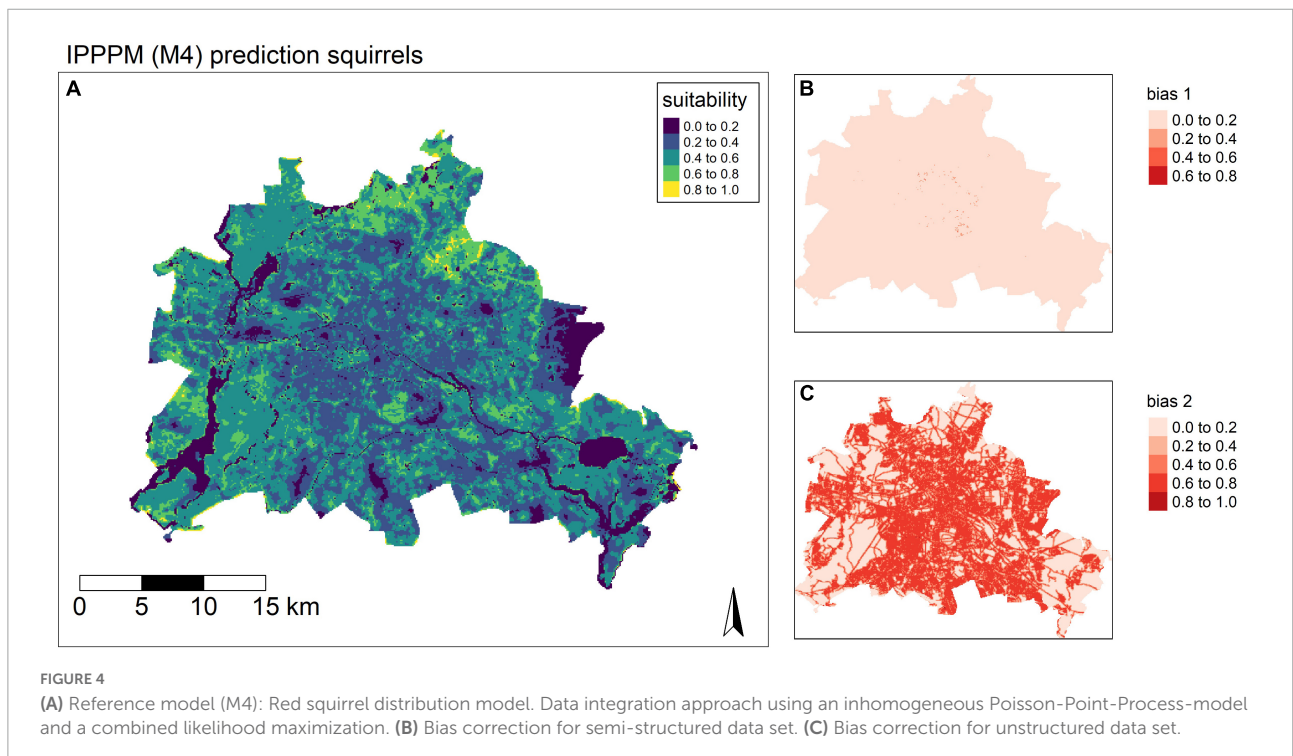 IPPPM (M4) prediction squirrels
A
suitability
0.0 to 0.2
0.2 to 0.4
0.4 to 0.6
0.6 to 0.8
0.8 to 1.0
0 5 10 15 km
B
bias 1
0.0 to 0.2
0.2 to 0.4
0.4 to 0.6
0.6 to 0.8
C
bias 2
0.0 to 0.2
0.2 to 0.4
0.4 to 0.6
0.6 to 0.8
0.8 to 1.0
FIGURE 4
(A) Reference model (M4): Red squirrel distribution model. Data integration approach using an inhomogeneous Poisson-Point-Process-model
and a combined likelihood maximization. (B) Bias correction for semi-structured data set. (C) Bias correction for unstructured data set.